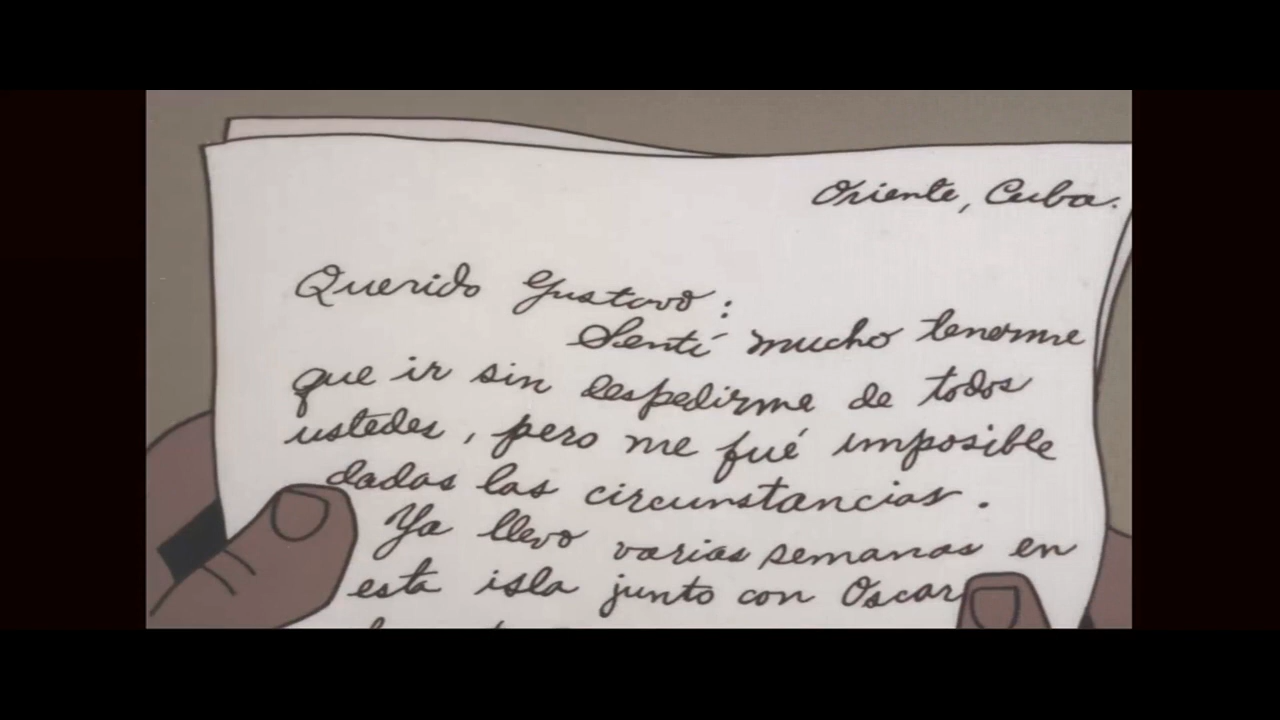 Oriente, Cuba.
Querido Gustavo:
Sentí mucho tenerme
que ir sin despedirme de todos
ustedes, pero me fué imposible
dadas las circunstancias.
Ya llevo varias semanas en
esta isla junto con Oscar